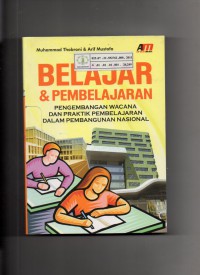 Muhammad Thobroni & Arif Mustofa
BELAJAR
& PEMBELAJARAN
PENGEMBANGAN WACANA
DAN PRAKTIK PEMBELAJARAN
DALAM PEMBANGUNAN NASIONAL